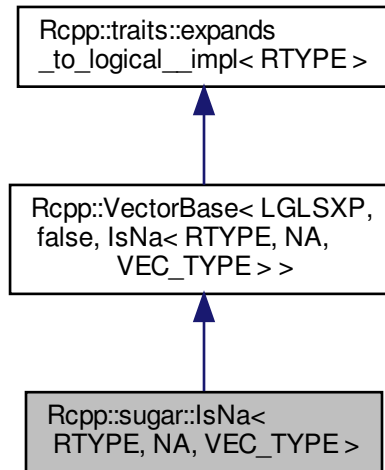 Rcpp::traits::expands
_to_logical__impl< RTYPE >
Rcpp::VectorBase< LGLSXP,
false, IsNa< RTYPE, NA,
VEC_TYPE > >
Rcpp::sugar::IsNa<
RTYPE, NA, VEC_TYPE >